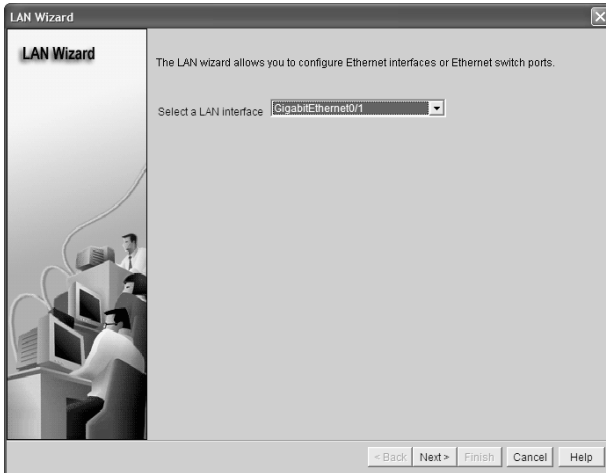 LAN Wizard
LAN Wizard
The LAN wizard allows you to configure Ethernet interfaces or Ethernet switch ports.
Select a LAN interface GigabitEthernet0/1
< Back Next > Finish Cancel Help